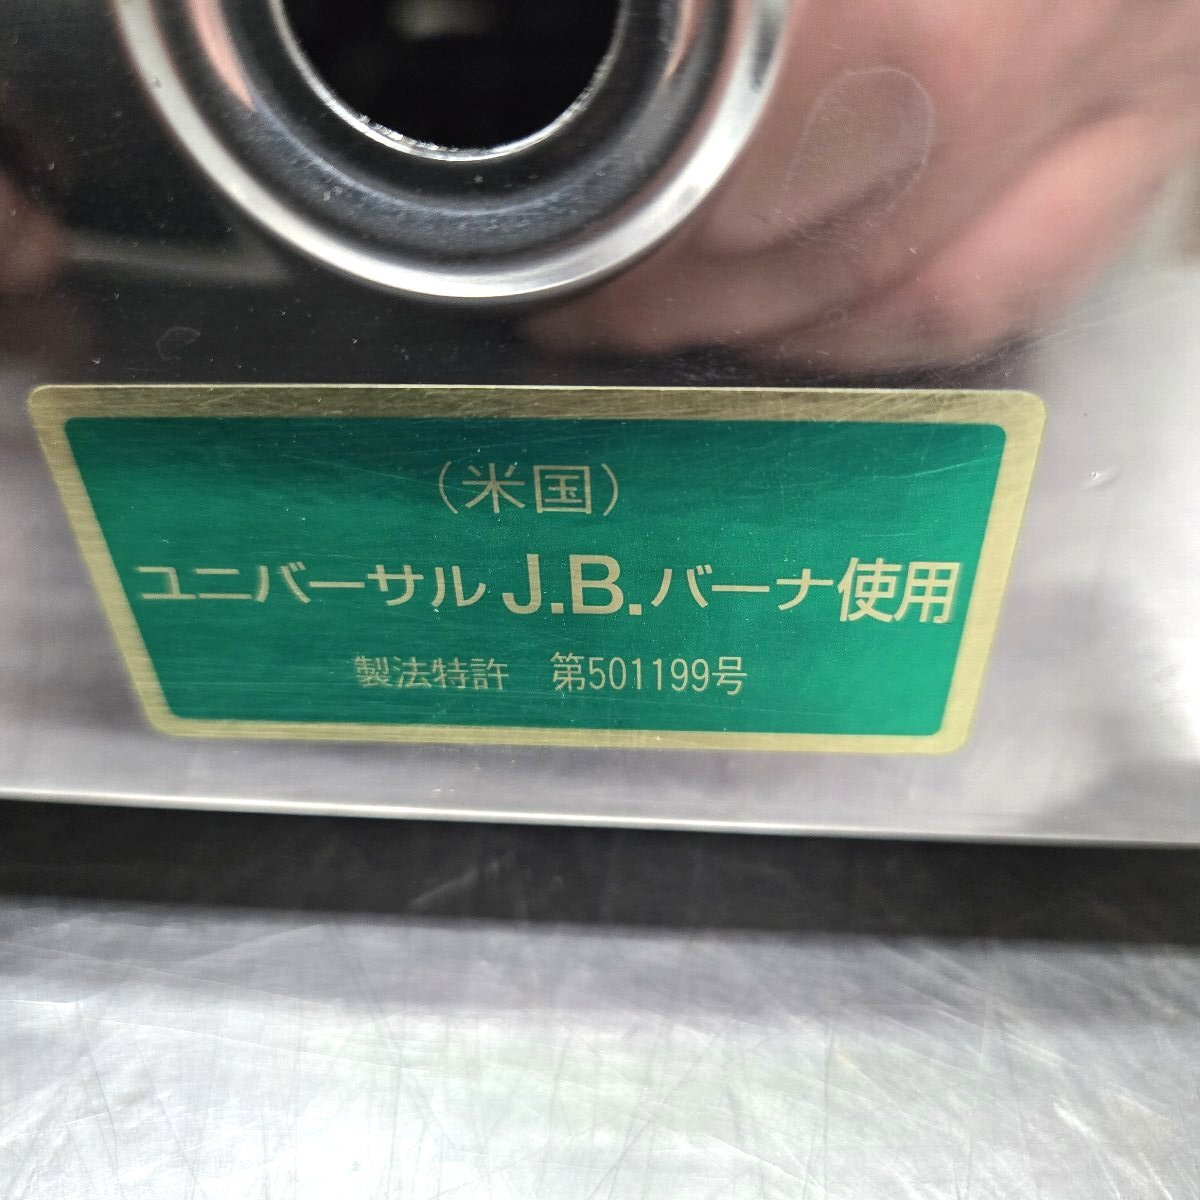 （米国）
ユニバーサル J.B.バーナ使用
製法特許 第501199号